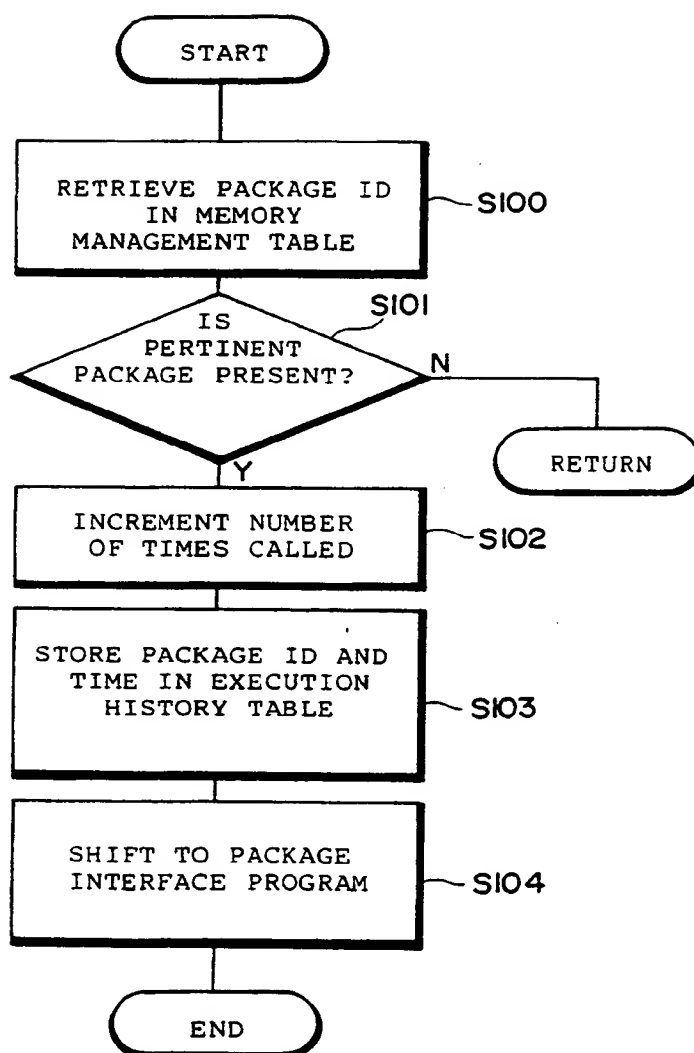 START
RETRIEVE PACKAGE ID
IN MEMORY
MANAGEMENT TABLE
S100
S101
IS
PERTINENT
PACKAGE PRESENT?
N
RETURN
Y
INCREMENT NUMBER
OF TIMES CALLED
S102
STORE PACKAGE ID AND
TIME IN EXECUTION
HISTORY TABLE
S103
SHIFT TO PACKAGE
INTERFACE PROGRAM
S104
END